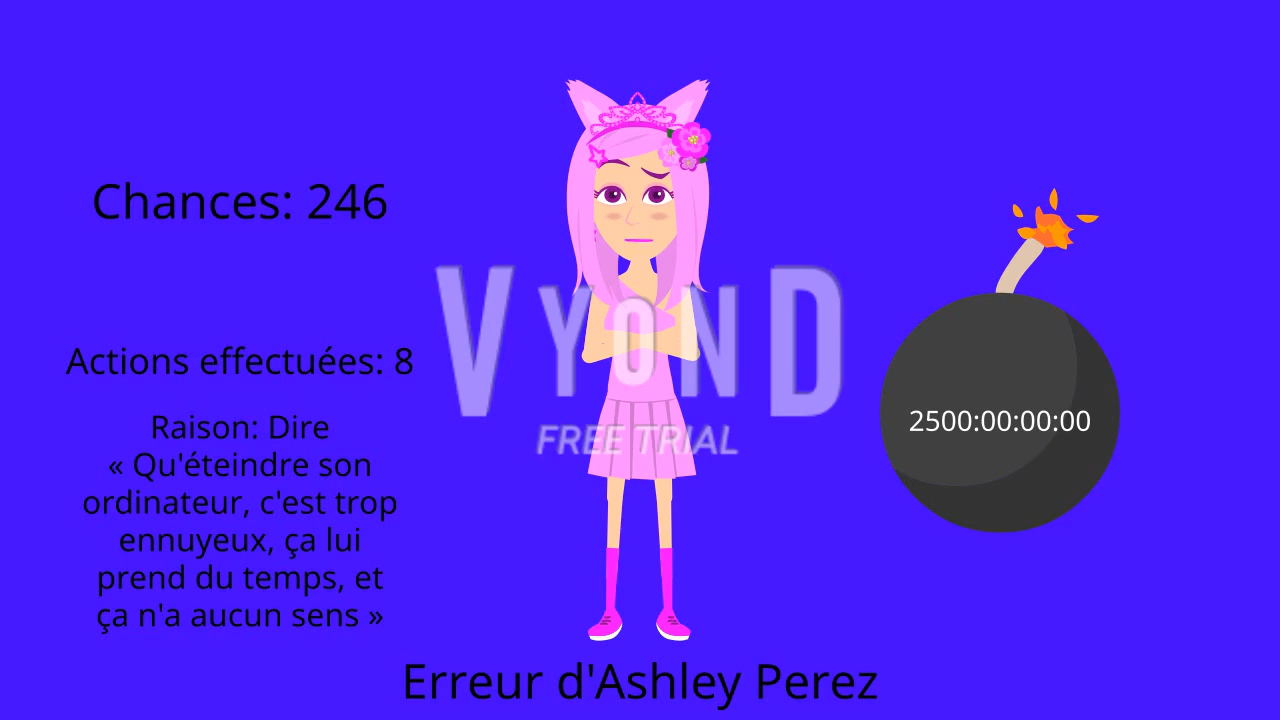 Chances: 246
VYOND
FREE TRIAL
Actions effectuées: 8
2500:00:00:00
Raison: Dire
« Qu'éteindre son
ordinateur, c'est trop
ennuyeux, ça lui
prend du temps, et
ça n'a aucun sens »
Erreur d'Ashley Perez